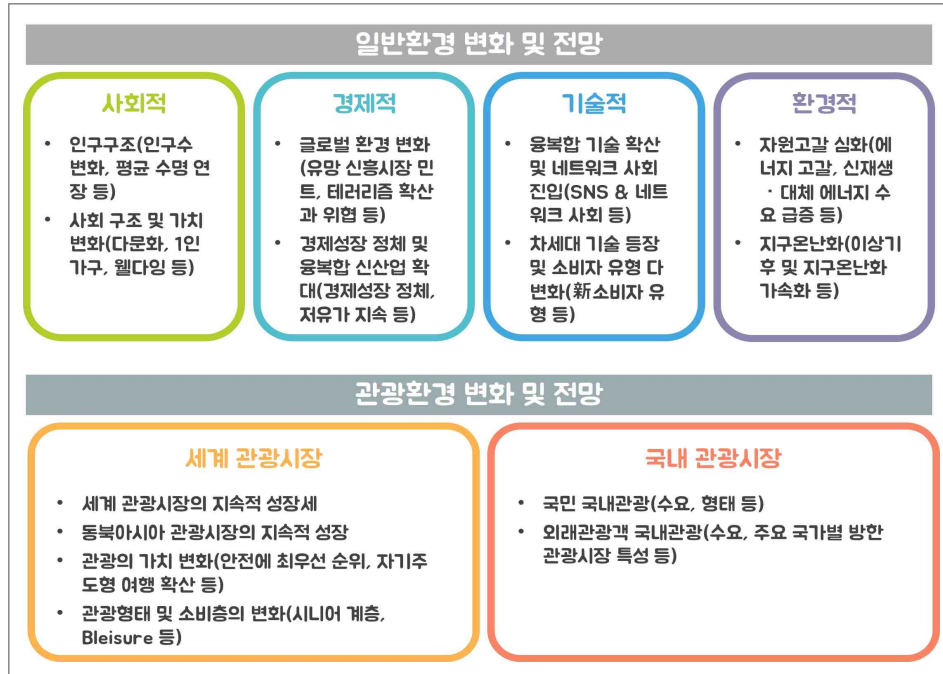 일반환경 변화 및 전망
사회적
• 인구구조(인구수
변화, 평균 수명 연
장 등)
• 사회 구조 및 가치
변화(다문화, 1인
가구, 웰다잉 등)
경제적
• 글로벌 환경 변화
(유망 신흥시장 민
트, 테러리즘 확산
과 위협 등)
• 경제성장 정체 및
융복합 신산업 확
대(경제성장 정체,
저유가 지속 등)
기술적
• 융복합 기술 확산
및 네트워크 사회
진입(SNS & 네트
워크 사회 등)
• 차세대 기술 등장
및 소비자 유형 다
변화(新소비자 유
형 등)
환경적
• 자원고갈 심화(에
너지 고갈, 신재생
· 대체 에너지 수
요 급증 등)
• 지구온난화(이상기
후 및 지구온난화
가속화 등)
관광환경 변화 및 전망
세계 관광시장
• 세계 관광시장의 지속적 성장세
• 동북아시아 관광시장의 지속적 성장
• 관광의 가치 변화(안전에 최우선 순위, 자기주
도형 여행 확산 등)
• 관광형태 및 소비층의 변화(시니어 계층,
Bleisure 등)
국내 관광시장
• 국민 국내관광(수요, 형태 등)
• 외래관광객 국내관광(수요, 주요 국가별 방한
관광시장 특성 등)